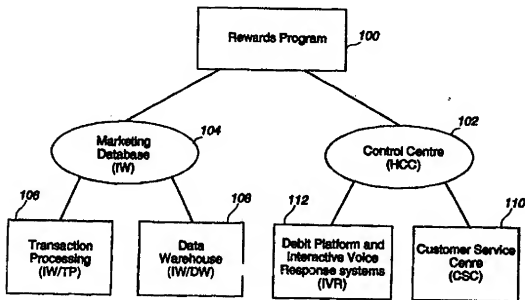 Rewards Program
100
Marketing
Database
(IW)
104
Control Centre
(HCC)
102
106
Transaction
Processing
(IW/TP)
108
Data
Warehouse
(IW/DW)
112
Debit Platform and
Interactive Voice
Response systems
(IVR)
110
Customer Service
Cenre
(CSC)